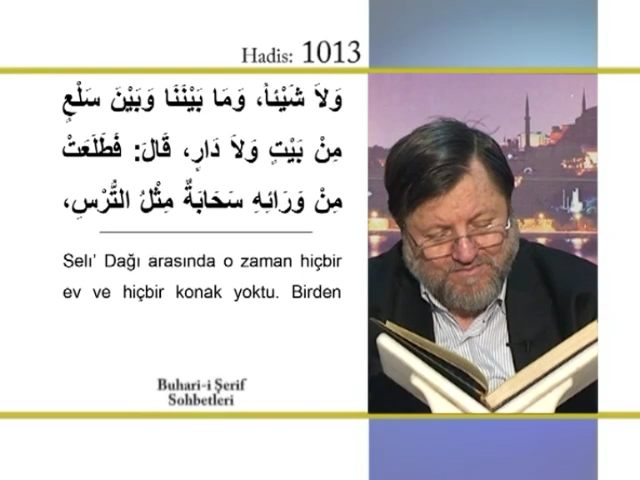 Hadis: 1013
وَلاَ شَيْئاً، وَمَا بَيْنَنَا وَبَيْنَ سَلْعٍ
مِنْ بَيْتٍ وَلاَ دَارٍ، قَالَ: فَطَلَعَتْ
مِنْ وَرَائِهِ سَحَابَةٌ مِثْلُ التُّرْسِ،
Selı’ Dağı arasında o zaman hiçbir
ev ve hiçbir konak yoktu. Birden
Buhari-i Şerif
Sohbetleri